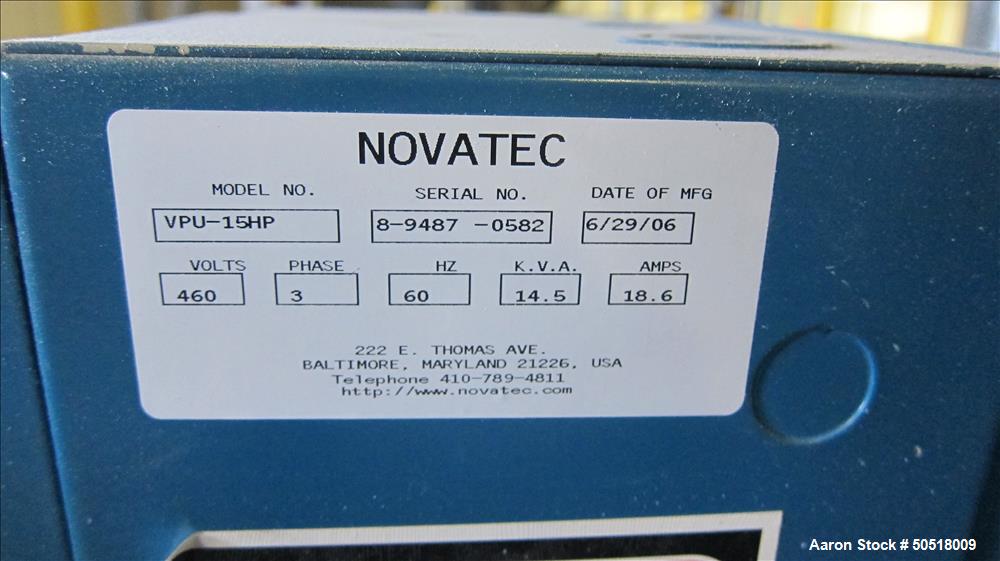 NOVATEC
MODEL NO. SERIAL NO. DATE OF MFG
VPU-15HP 8-9487 -0582 6/29/06
VOLTS PHASE HZ K.V.A. AMPS
460 3 60 14.5 18.6
222 E. THOMAS AVE.
BALTIMORE, MARYLAND 21226, USA
Telephone 410-789-4811
http://www.novatec.com
Aaron Stock # 50518009